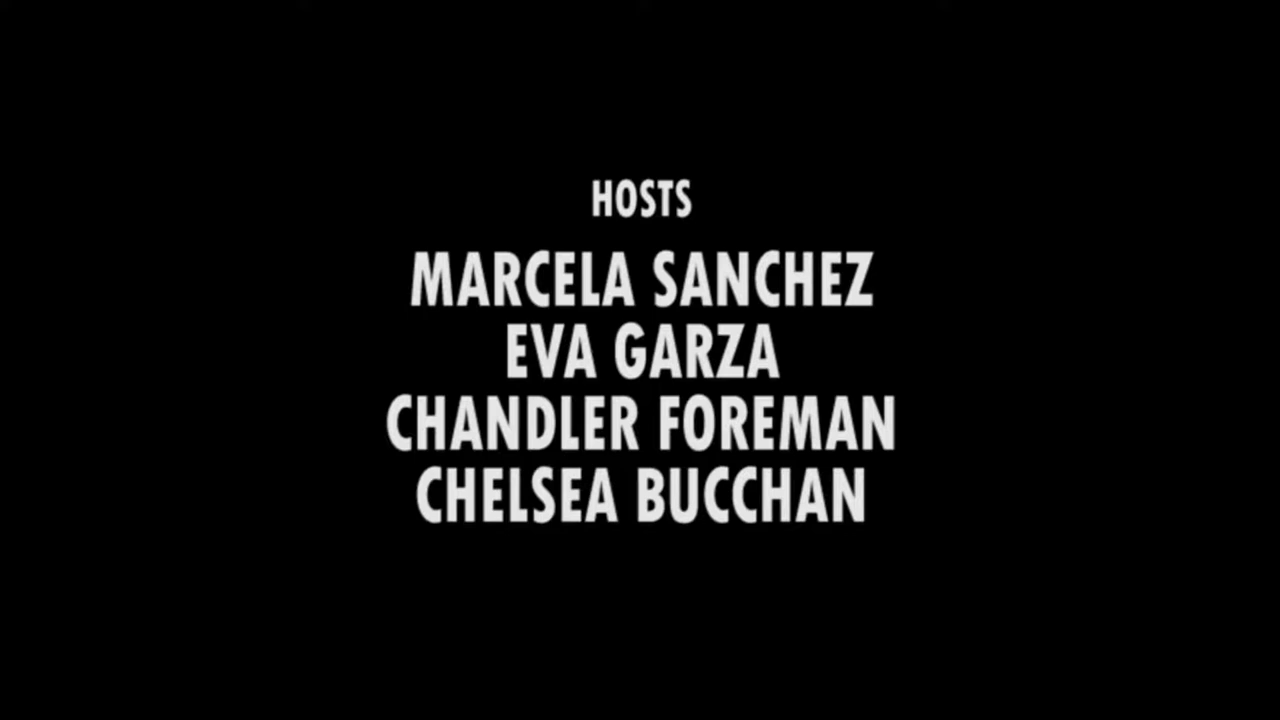 HOSTS
MARCELA SANCHEZ
EVA GARZA
CHANDLER FOREMAN
CHELSEA BUCCHAN